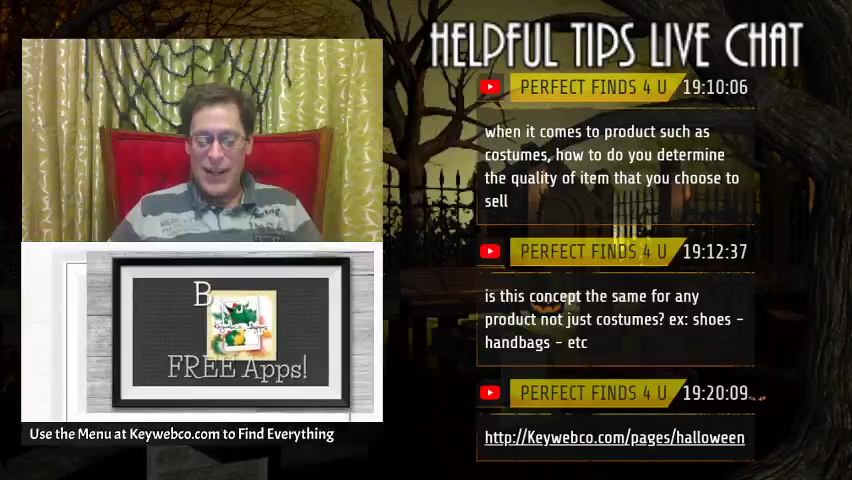 HELPFUL TIPS LIVE CHAT
PERFECT FINDS 4 U 19:10:06
when it comes to product such as
costumes, how to do you determine
the quality of item that you choose to
sell
PERFECT FINDS 4 U 19:12:37
is this concept the same for any
product not just costumes? ex: shoes -
handbags - etc
PERFECT FINDS 4 U 19:20:09
http://Keywebco.com/pages/halloween
B
FREE Apps!
Use the Menu at Keywebco.com to Find Everything